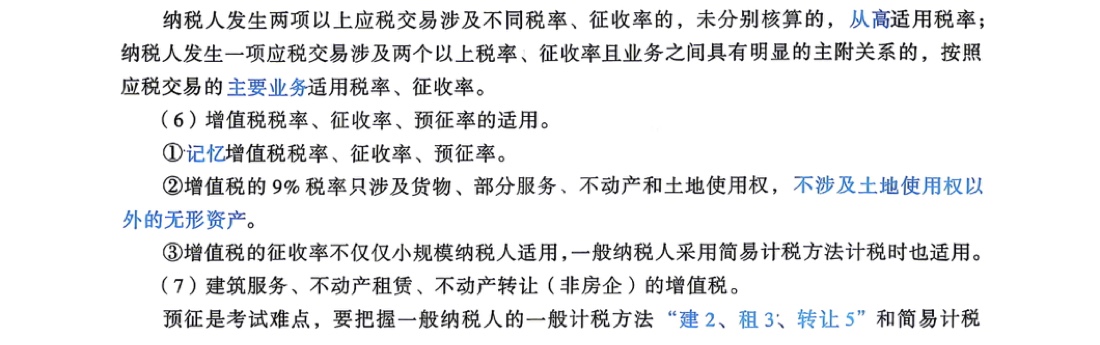 纳税人发生两项以上应税交易涉及不同税率、征收率的，未分别核算的，从高适用税率；
纳税人发生一项应税交易涉及两个以上税率、征收率且业务之间具有明显的主附关系的，按照
应税交易的主要业务适用税率、征收率。
（6）增值税税率、征收率、预征率的适用。
①记忆增值税税率、征收率、预征率。
②增值税的 9% 税率只涉及货物、部分服务、不动产和土地使用权，不涉及土地使用权以
外的无形资产。
③增值税的征收率不仅仅小规模纳税人适用，一般纳税人采用简易计税方法计税时也适用。
（7）建筑服务、不动产租赁、不动产转让（非房企）的增值税。
预征是考试难点，要把握一般纳税人的一般计税方法“建 2、租 3、转让 5”和简易计税